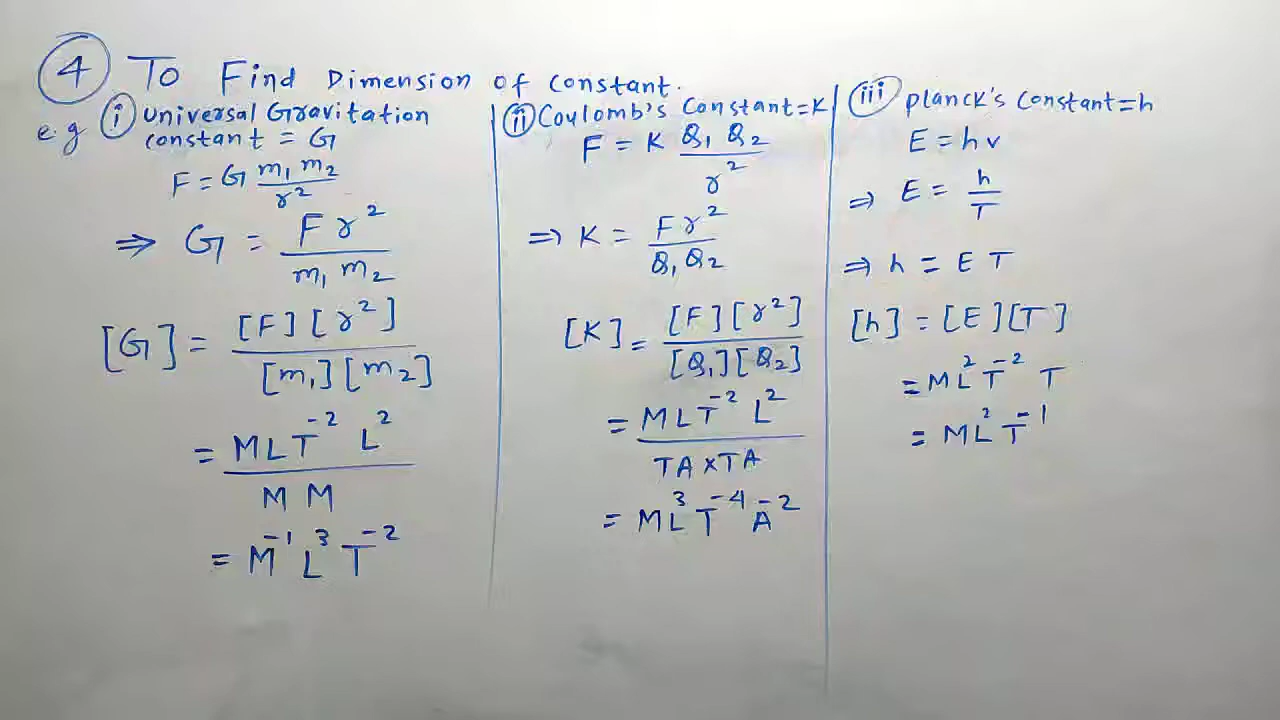 ④ To Find Dimension of constant.
e.g (i) Universal Gravitation
constant = G
F = G m₁ m₂ / r²
⇒ G = F r² / m₁ m₂
[G] = [F][r²] / [m₁][m₂]
= MLT⁻² L² / M M
= M⁻¹ L³ T⁻²
(ii) Coulomb's Constant = K
F = K Q₁ Q₂ / r²
⇒ K = F r² / Q₁ Q₂
[K] = [F][r²] / [Q₁][Q₂]
= MLT⁻² L² / TA × TA
= ML³ T⁻⁴ A⁻²
(iii) planck's Constant = h
E = hν
⇒ E = h / T
⇒ h = E T
[h] = [E][T]
= ML² T⁻² T
= ML² T⁻¹